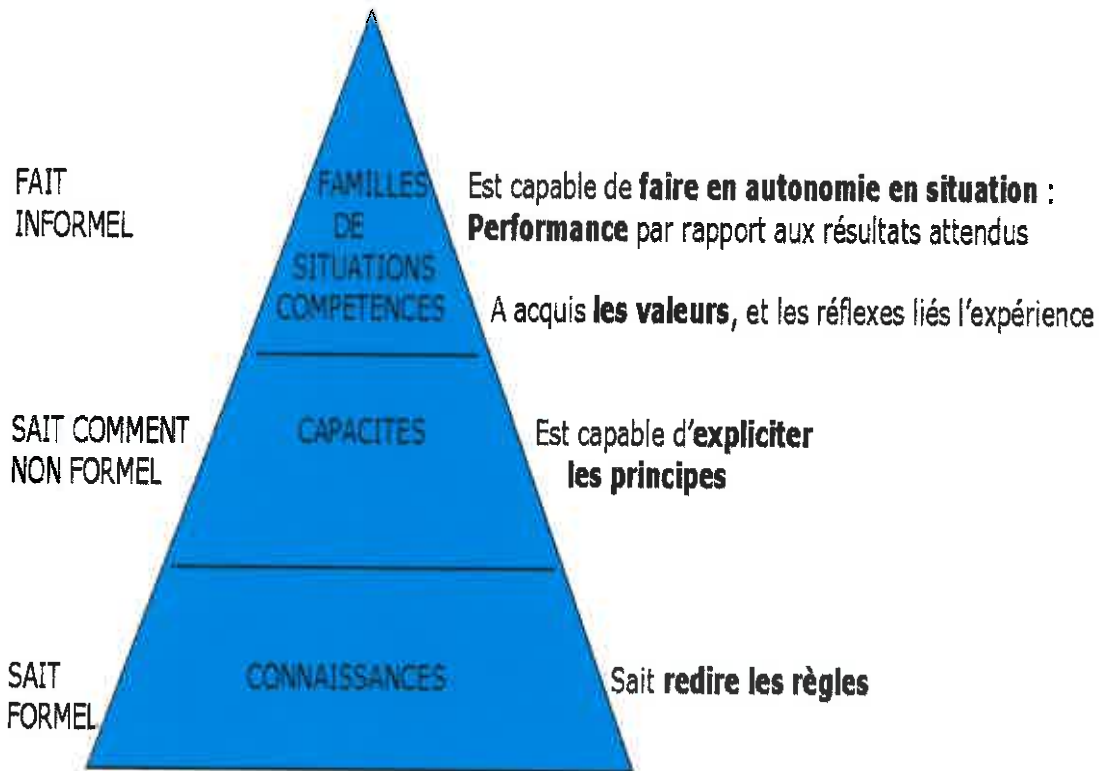 FAIT
INFORMEL
FAMILLES
DE
SITUATIONS
COMPETENCES
Est capable de faire en autonomie en situation :
Performance par rapport aux résultats attendus
A acquis les valeurs, et les réflexes liés l'expérience
SAIT COMMENT
NON FORMEL
CAPACITES
Est capable d'expliciter
les principes
SAIT
FORMEL
CONNAISSANCES
Sait redire les règles